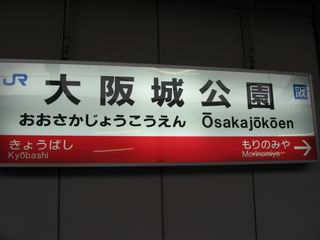 JR 大阪城公園 阪
おおさかじょうこうえん Ōsakajōkōen
きょうばし もりのみや
Kyōbashi Morinomiya